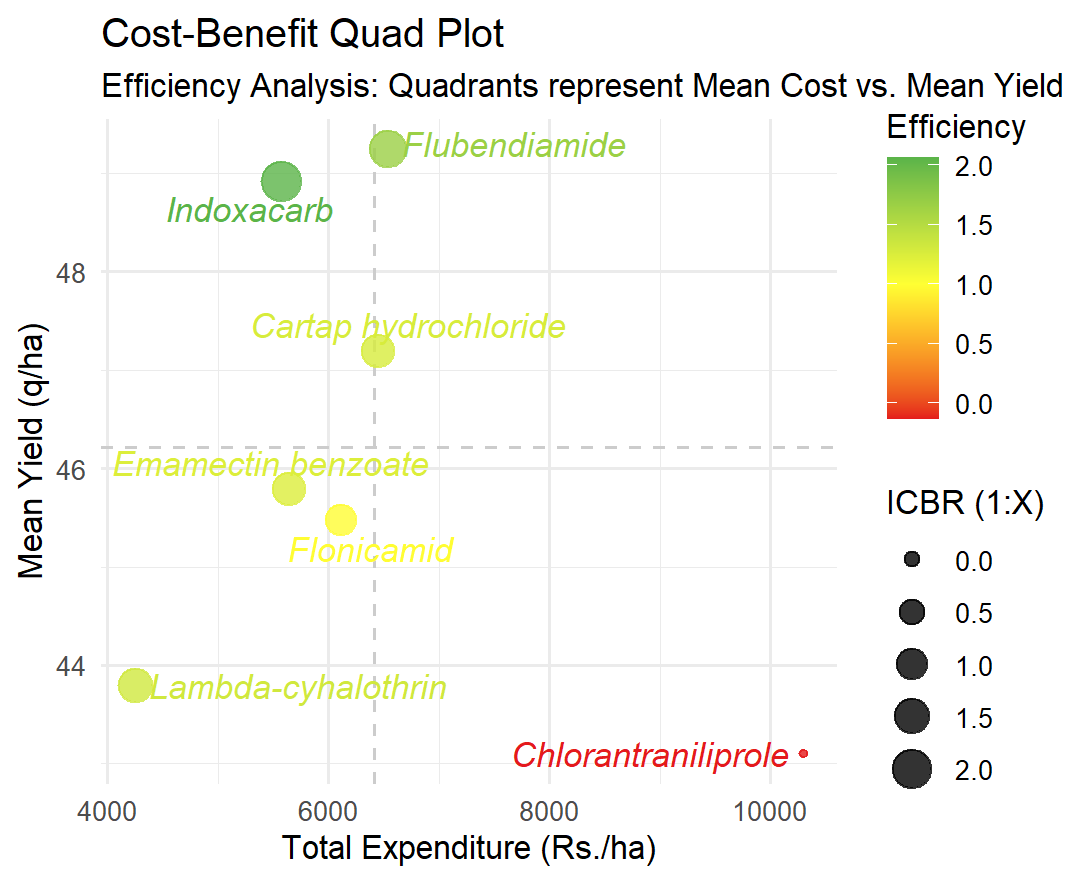 Cost-Benefit Quad Plot
Efficiency Analysis: Quadrants represent Mean Cost vs. Mean Yield
Efficiency
2.0
1.5
1.0
0.5
0.0
ICBR (1:X)
0.0
0.5
1.0
1.5
2.0
Mean Yield (q/ha)
48
46
44
Flubendiamide
Indoxacarb
Cartap hydrochloride
Emamectin benzoate
Flonicamid
Lambda-cyhalothrin
Chlorantraniliprole
4000
6000
8000
10000
Total Expenditure (Rs./ha)